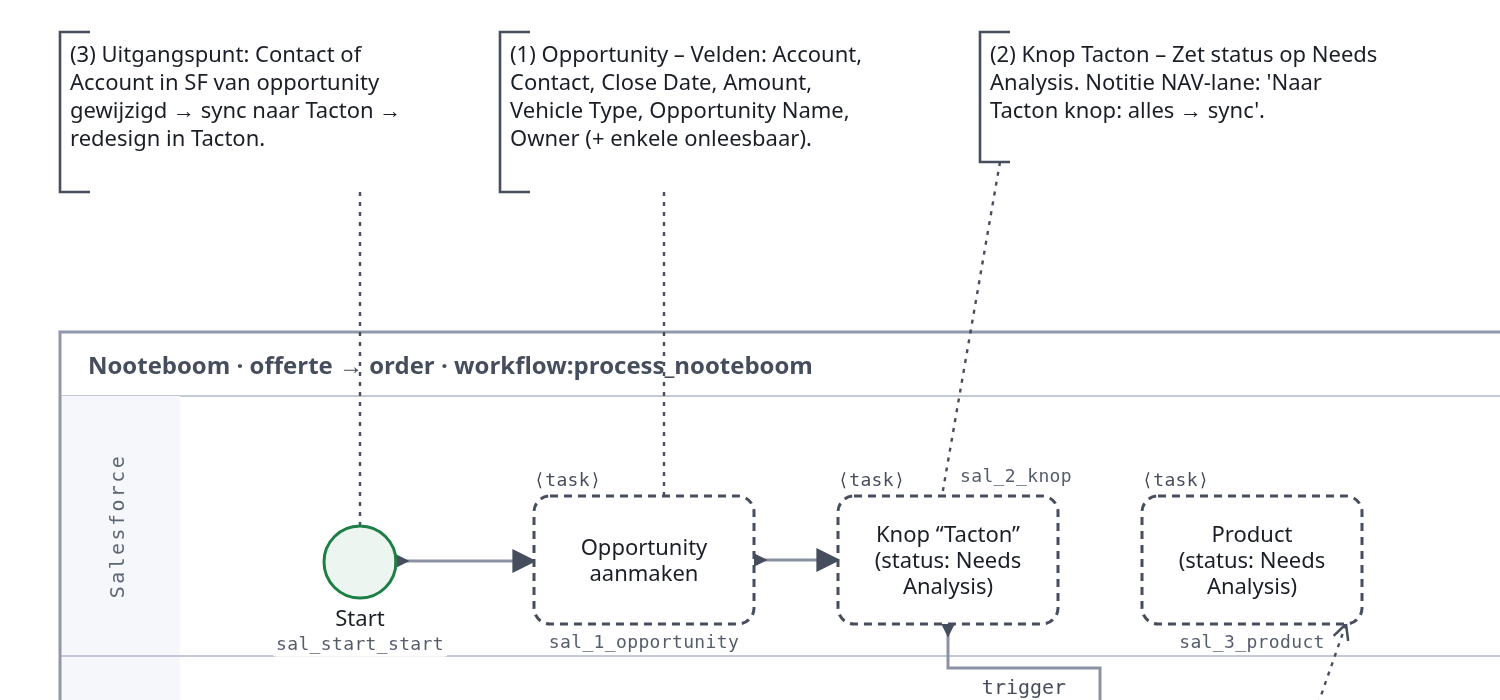 (3) Uitgangspunt: Contact of
Account in SF van opportunity
gewijzigd → sync naar Tacton →
redesign in Tacton.
(1) Opportunity – Velden: Account,
Contact, Close Date, Amount,
Vehicle Type, Opportunity Name,
Owner (+ enkele onleesbaar).
(2) Knop Tacton – Zet status op Needs
Analysis. Notitie NAV-lane: 'Naar
Tacton knop: alles → sync'.
Nooteboom · offerte → order · workflow:process_nooteboom
Salesforce
Start
sal_start_start
⟨task⟩
Opportunity
aanmaken
sal_1_opportunity
⟨task⟩
sal_2_knop
Knop “Tacton”
(status: Needs
Analysis)
⟨task⟩
Product
(status: Needs
Analysis)
sal_3_product
trigger